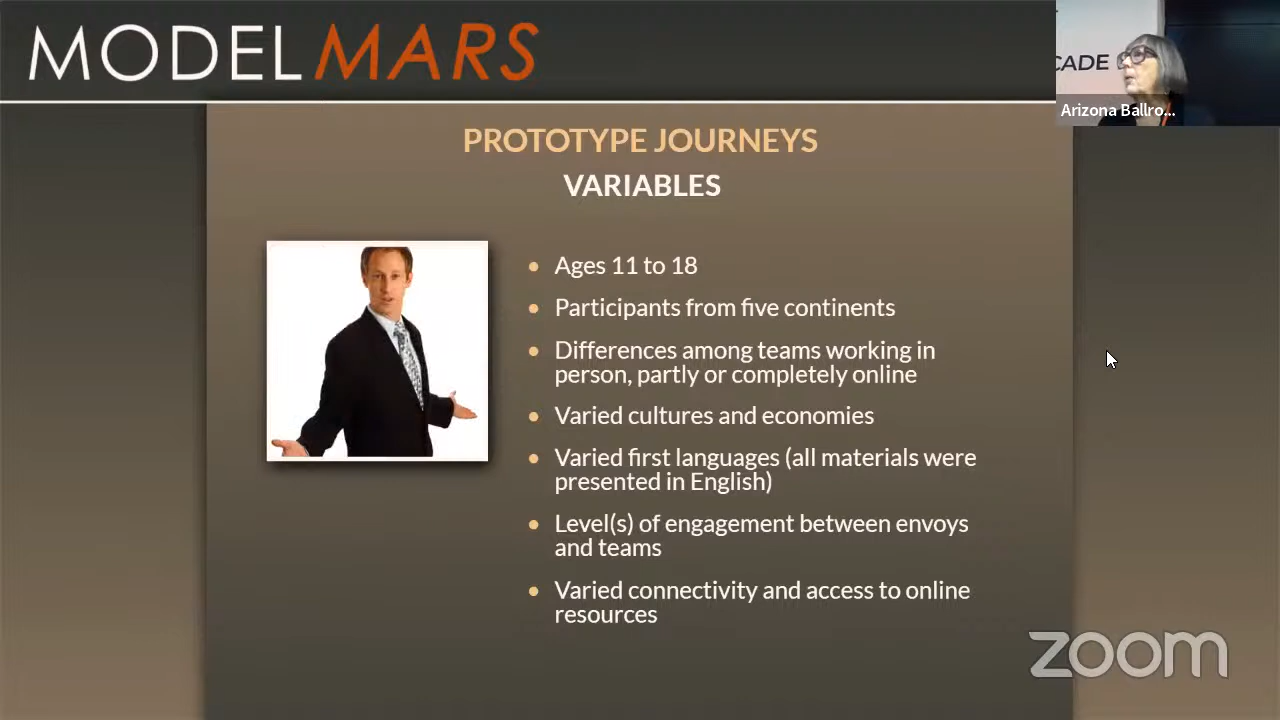 MODELMARS
CADE
Arizona Ballro...
PROTOTYPE JOURNEYS
VARIABLES
Ages 11 to 18
Participants from five continents
Differences among teams working in
person, partly or completely online
Varied cultures and economies
Varied first languages (all materials were
presented in English)
Level(s) of engagement between envoys
and teams
Varied connectivity and access to online
resources
zoom